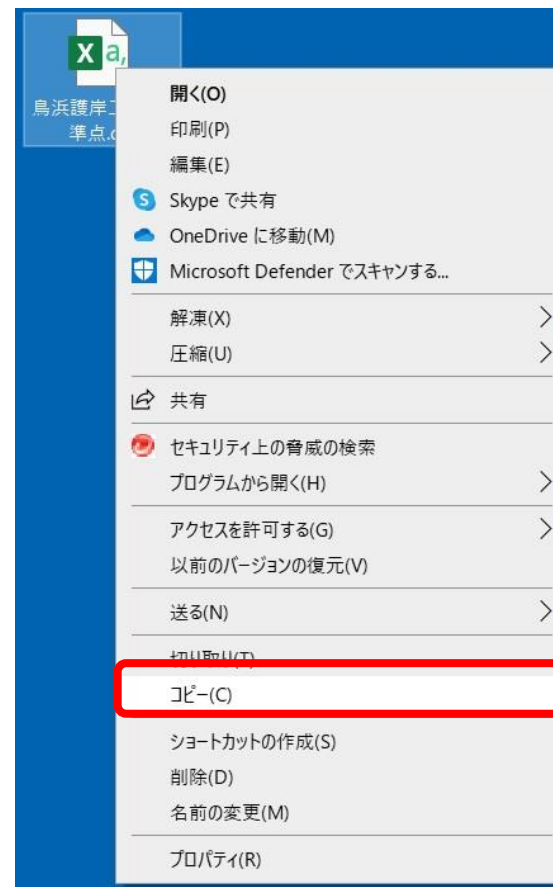 X a,
鳥浜護岸
準点.c
開く(O)
印刷(P)
編集(E)
S Skype で共有
OneDrive に移動(M)
Microsoft Defender でスキャンする...
解凍(X)
圧縮(U)
共有
セキュリティ上の脅威の検索
プログラムから開く(H)
アクセスを許可する(G)
以前のバージョンの復元(V)
送る(N)
切り取り(T)
コピー(C)
ショートカットの作成(S)
削除(D)
名前の変更(M)
プロパティ(R)